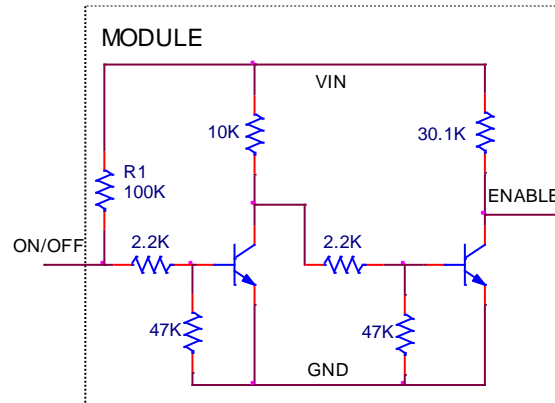 MODULE
VIN
10K
30.1K
R1
100K
ENABLE
ON/OFF
2.2K
2.2K
47K
47K
GND